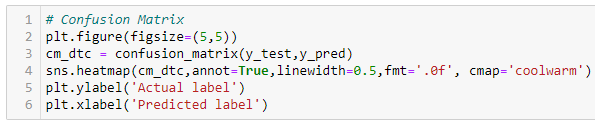 1 # Confusion Matrix
2 plt.figure(figsize=(5,5))
3 cm_dtc = confusion_matrix(y_test,y_pred)
4 sns.heatmap(cm_dtc,annot=True,linewidth=0.5,fmt='.0f', cmap='coolwarm')
5 plt.ylabel('Actual label')
6 plt.xlabel('Predicted label')